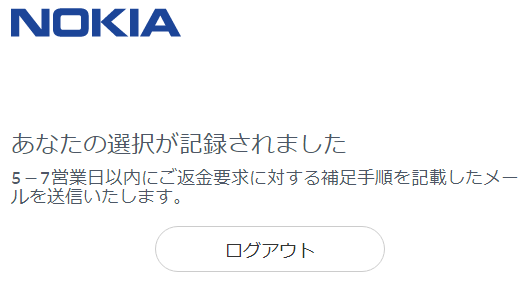 NOKIA
あなたの選択が記録されました
5－7営業日以内にご返金要求に対する補足手順を記載したメー
ルを送信いたします。
ログアウト